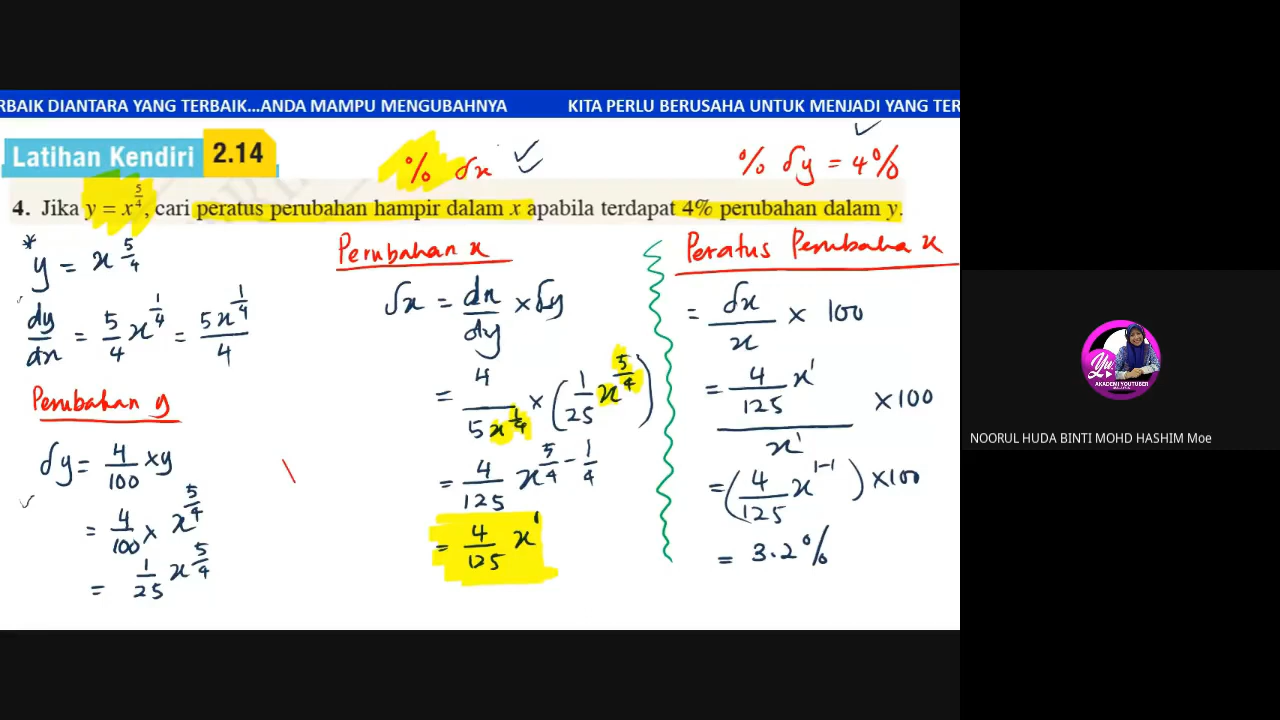 RBAIK DIANTARA YANG TERBAIK...ANDA MAMPU MENGUBAHNYA KITA PERLU BERUSAHA UNTUK MENJADI YANG TER
Latihan Kendiri 2.14
% δx
% δy = 4%
4. Jika y = x^(5/4), cari peratus perubahan hampir dalam x apabila terdapat 4% perubahan dalam y.
* y = x^(5/4)
dy/dx = 5/4 x^(1/4) = 5x^(1/4)/4
Perubahan y
δy = 4/100 × y
= 4/100 × x^(5/4)
= 1/25 x^(5/4)
Perubahan x
δx = dx/dy × δy
= 4/(5x^(1/4)) × (1/25 x^(5/4))
= 4/125 x^(5/4 - 1/4)
= 4/125 x^1
Peratus Perubaha x
= δx/x × 100
= (4/125 x^1)/x^1 × 100
= (4/125 x^(1-1)) × 100
= 3.2%
Yu.
AKADEMI YOUTUBER
NOORUL HUDA BINTI MOHD HASHIM Moe